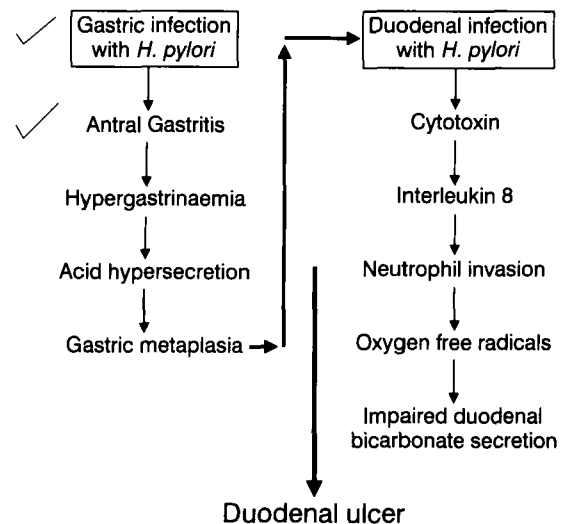 Gastric infection
with H. pylori
Antral Gastritis
Hypergastrinaemia
Acid hypersecretion
Gastric metaplasia
Duodenal infection
with H. pylori
Cytotoxin
Interleukin 8
Neutrophil invasion
Oxygen free radicals
Impaired duodenal
bicarbonate secretion
Duodenal ulcer